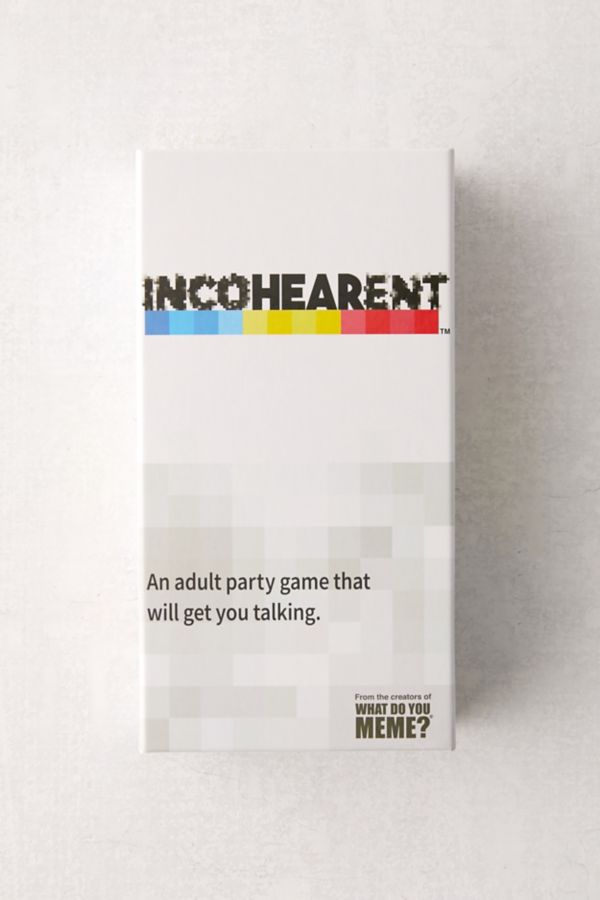 INCOHEARENT
TM
An adult party game that
will get you talking.
From the creators of
WHAT DO YOU
MEME?